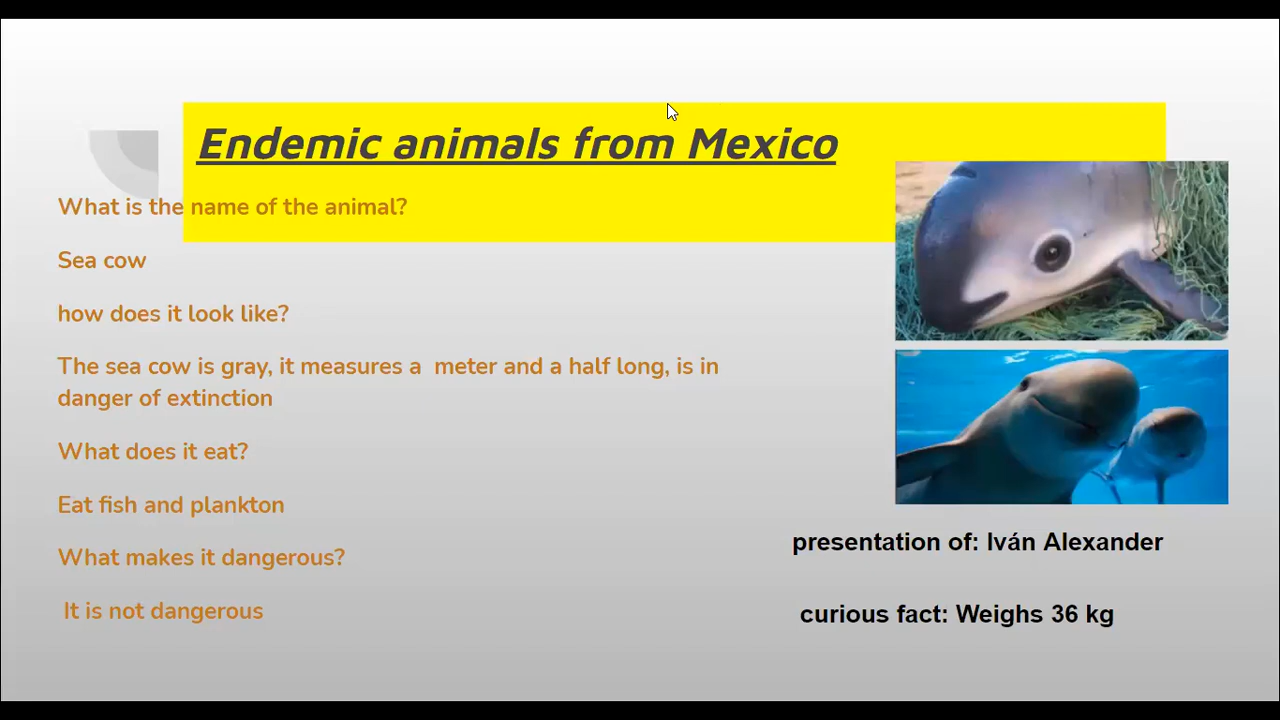 Endemic animals from Mexico
What is the name of the animal?
Sea cow
how does it look like?
The sea cow is gray, it measures a  meter and a half long, is in
danger of extinction
What does it eat?
Eat fish and plankton
What makes it dangerous?
It is not dangerous
presentation of: Iván Alexander
curious fact: Weighs 36 kg